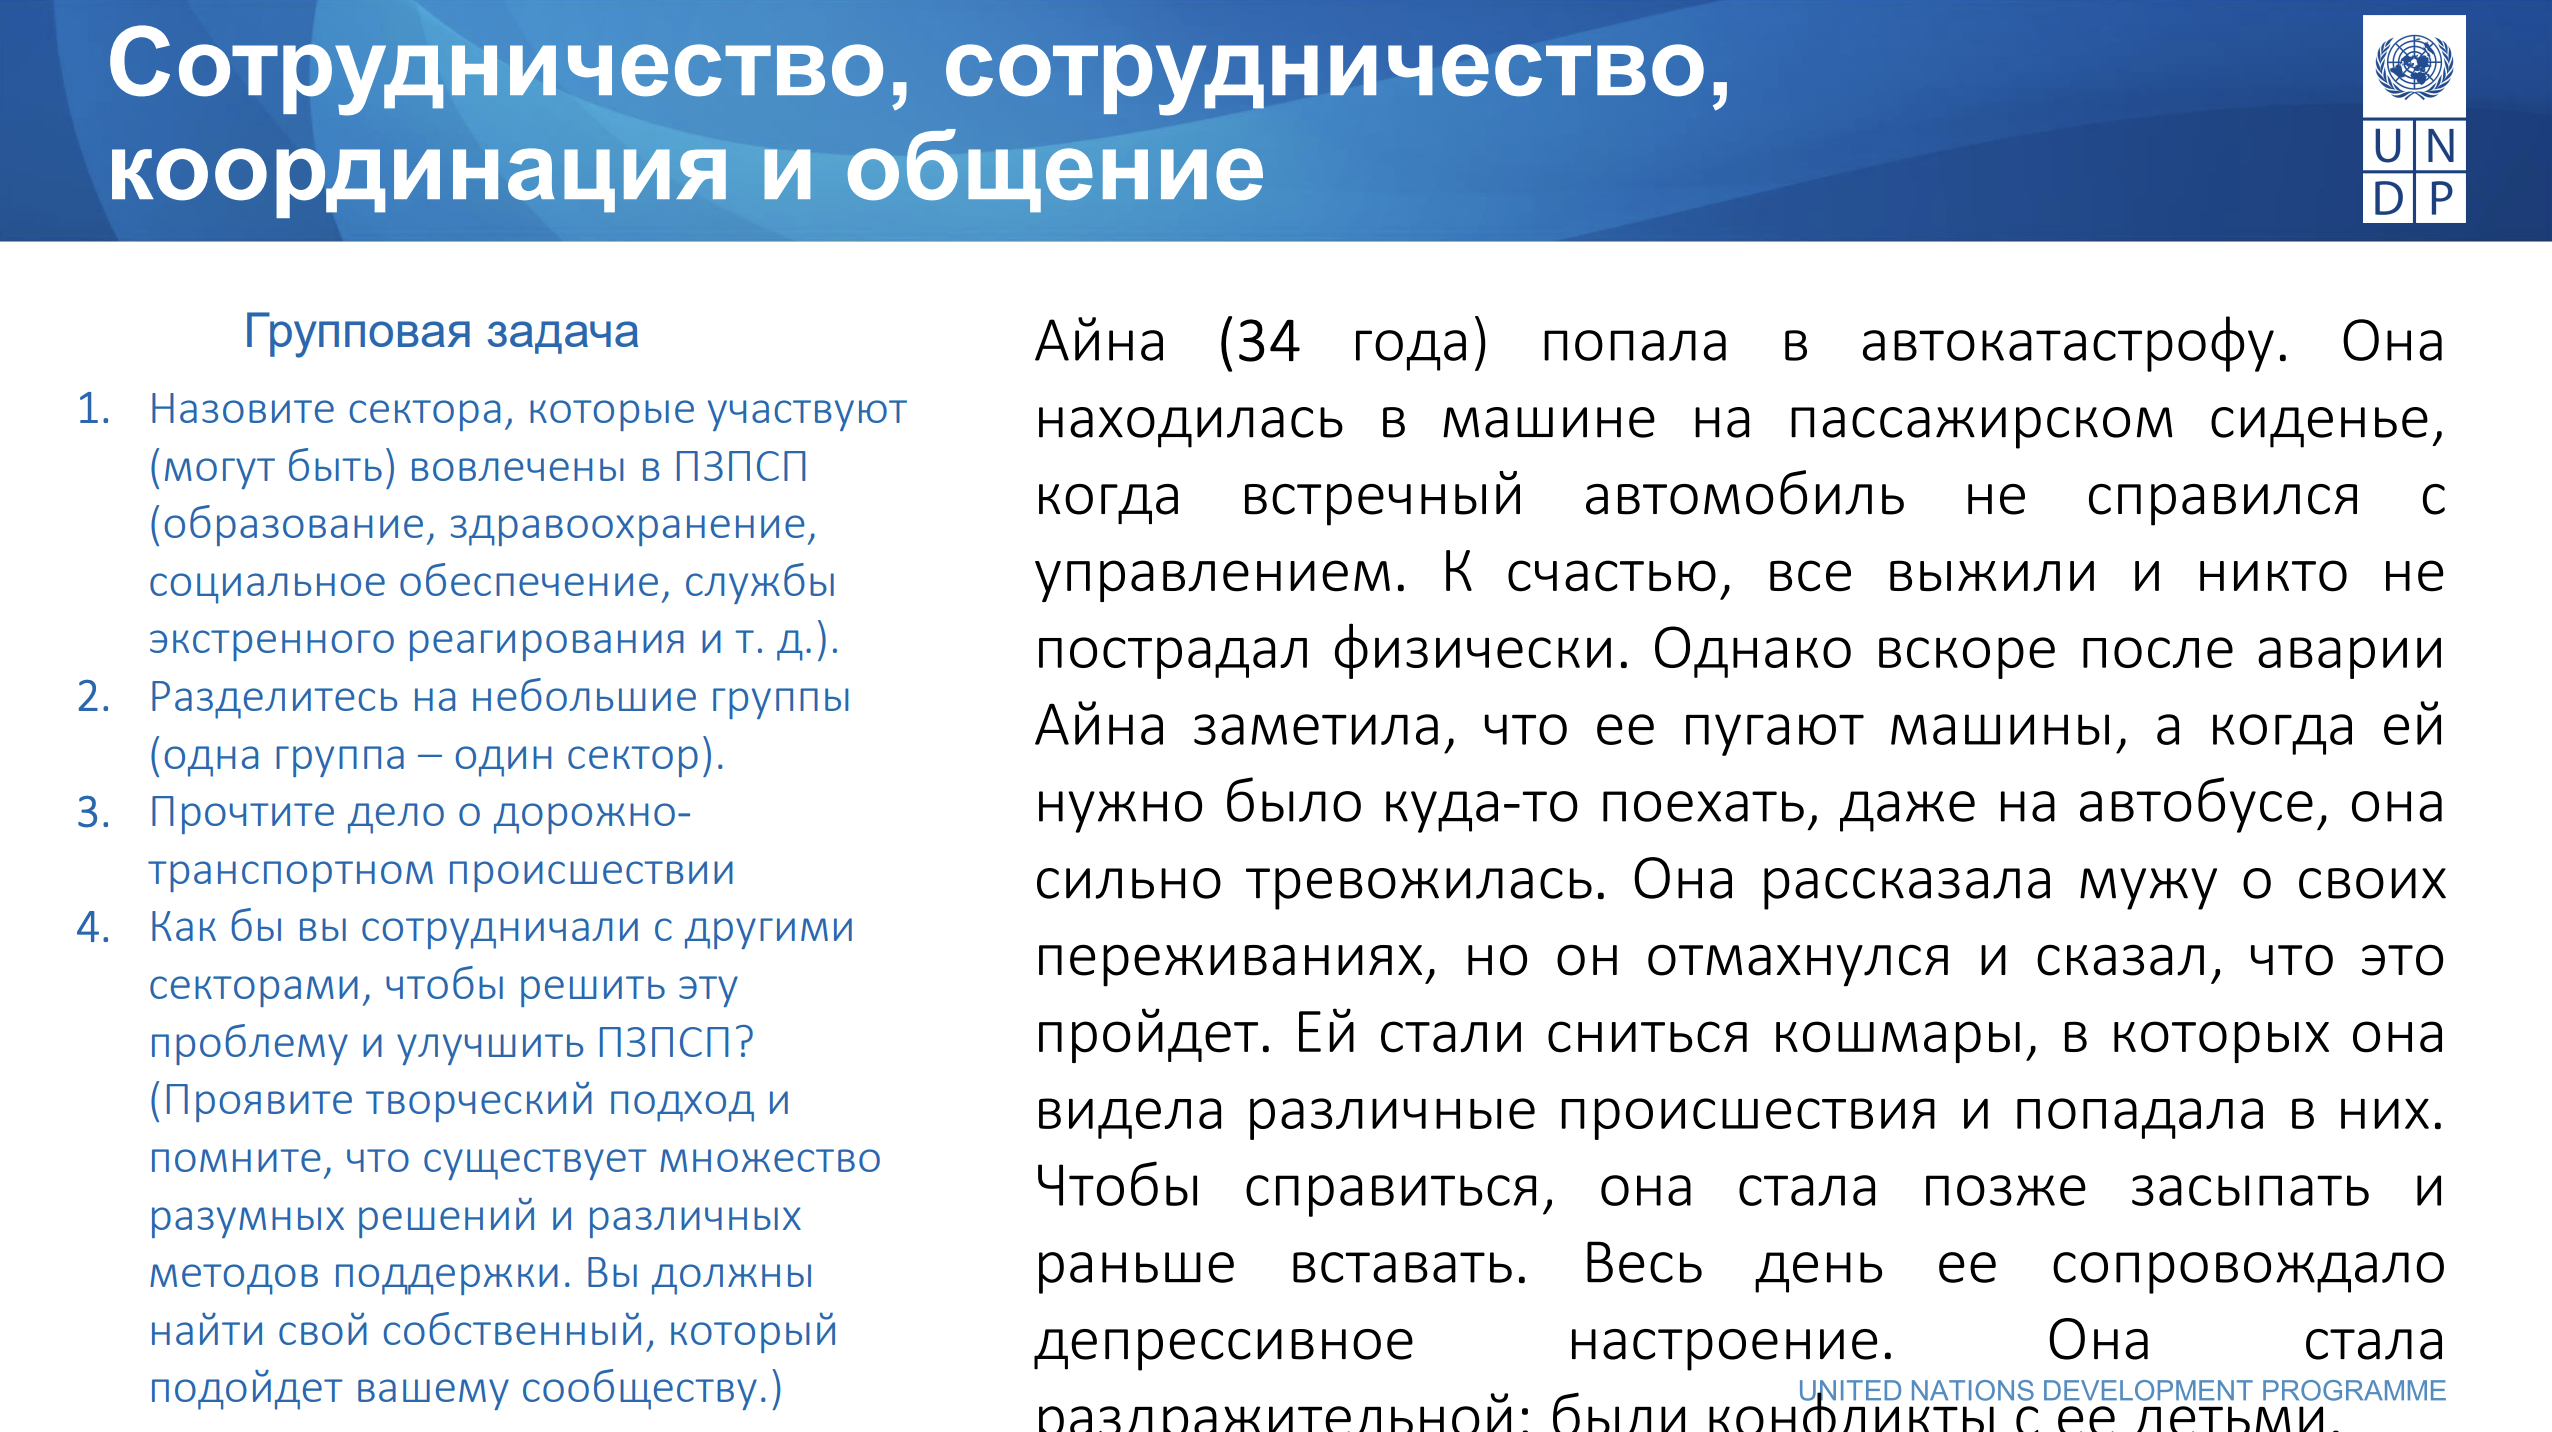 Сотрудничество, сотрудничество,
координация и общение
U N
D P
Групповая задача
1. Назовите сектора, которые участвуют
(могут быть) вовлечены в ПЗПСП
(образование, здравоохранение,
социальное обеспечение, службы
экстренного реагирования и т. д.).
2. Разделитесь на небольшие группы
(одна группа – один сектор).
3. Прочтите дело о дорожно-
транспортном происшествии
4. Как бы вы сотрудничали с другими
секторами, чтобы решить эту
проблему и улучшить ПЗПСП?
(Проявите творческий подход и
помните, что существует множество
разумных решений и различных
методов поддержки. Вы должны
найти свой собственный, который
подойдет вашему сообществу.)
Айна (34 года) попала в автокатастрофу. Она
находилась в машине на пассажирском сиденье,
когда встречный автомобиль не справился с
управлением. К счастью, все выжили и никто не
пострадал физически. Однако вскоре после аварии
Айна заметила, что ее пугают машины, а когда ей
нужно было куда-то поехать, даже на автобусе, она
сильно тревожилась. Она рассказала мужу о своих
переживаниях, но он отмахнулся и сказал, что это
пройдет. Ей стали сниться кошмары, в которых она
видела различные происшествия и попадала в них.
Чтобы справиться, она стала позже засыпать и
раньше вставать. Весь день ее сопровождало
депрессивное настроение. Она стала
раздражительной; были конфликты с ее детьми.
UNITED NATIONS DEVELOPMENT PROGRAMME